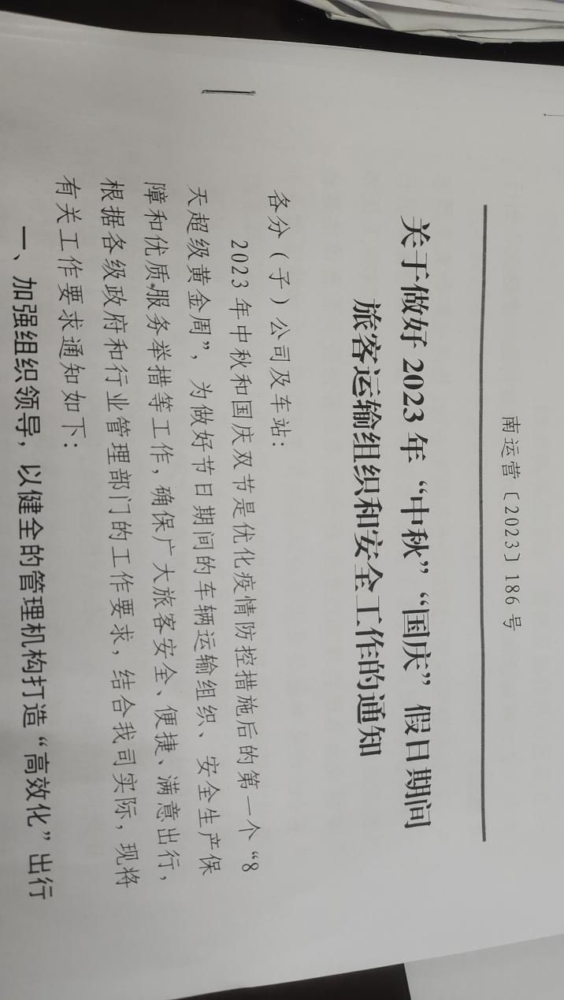 南运营〔2023〕186号
关于做好2023年“中秋”“国庆”假日期间
旅客运输组织和安全工作的通知
各分（子）公司及车站：
2023年中秋和国庆双节是优化疫情防控措施后的第一个“8
天超级黄金周”，为做好节日期间的车辆运输组织、安全生产保
障和优质服务举措等工作，确保广大旅客安全、便捷、满意出行，
根据各级政府和行业管理部门的工作要求，结合我司实际，现将
有关工作要求通知如下：
一、加强组织领导，以健全的管理机构打造“高效化”出行